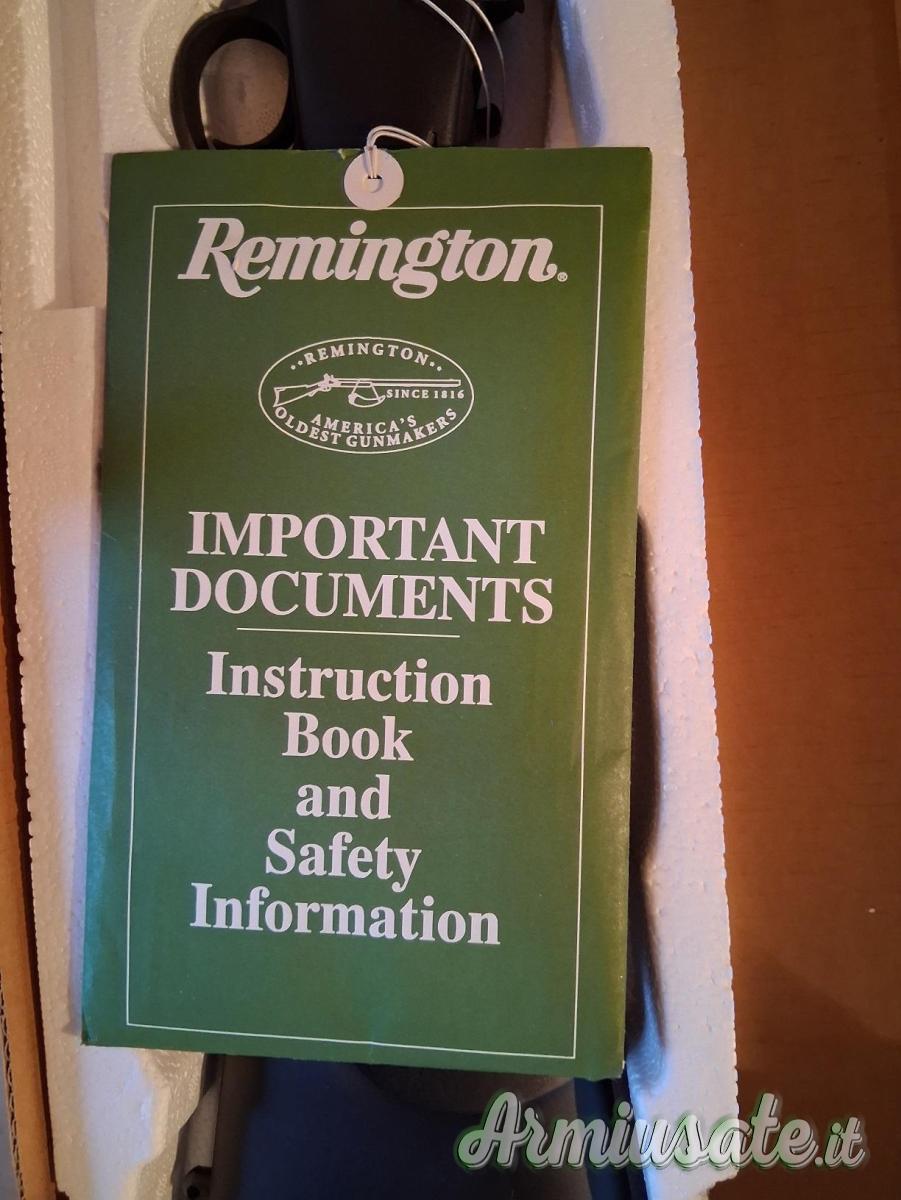 Remington®
••REMINGTON••
SINCE 1816
AMERICA'S
OLDEST GUNMAKERS
IMPORTANT
DOCUMENTS
Instruction
Book
and
Safety
Information
Armiusate.it